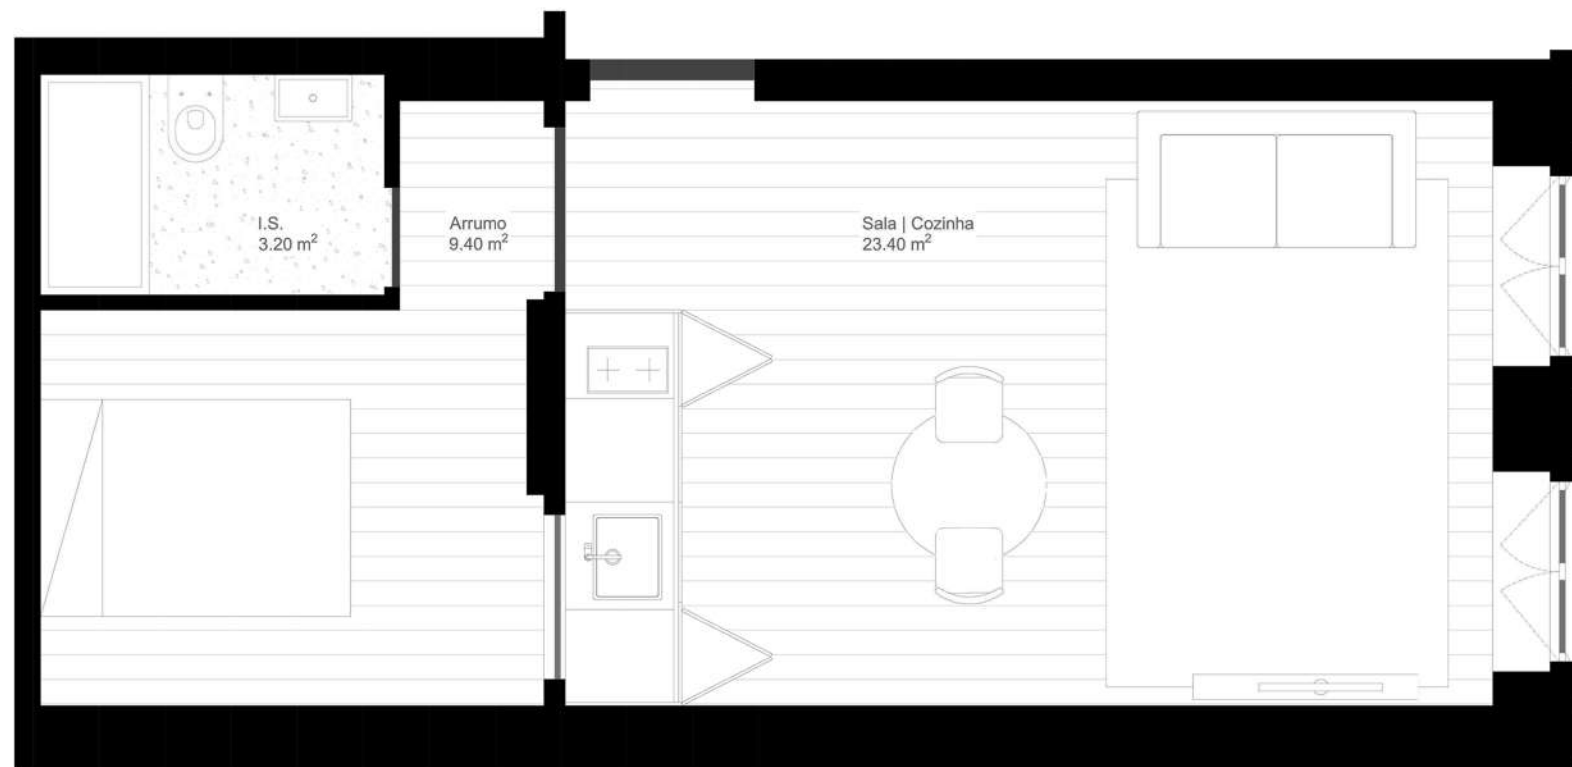 I.S.
3.20 m²
Arrumo
9.40 m²
Sala | Cozinha
23.40 m²